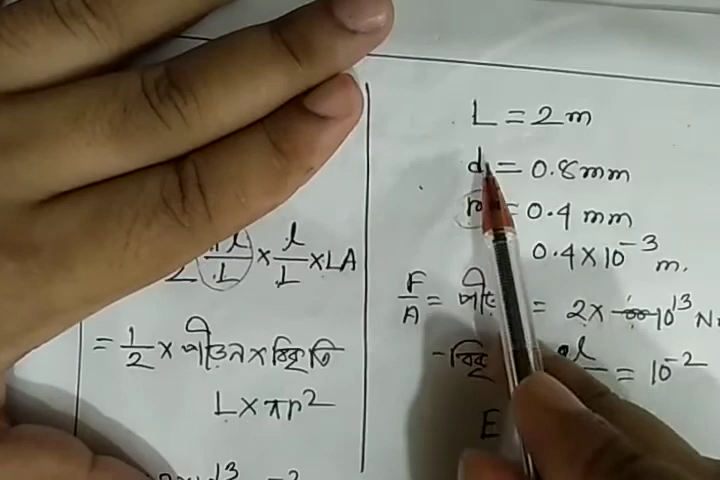 L = 2m
d = 0.8mm
= 0.4 mm
0.4 × 10⁻³ m.
F/A = = 2 × 10¹³
= 10⁻²
E
× l/L × LA
= 1/2 × পীড়ন × বিকৃতি
L × πr²